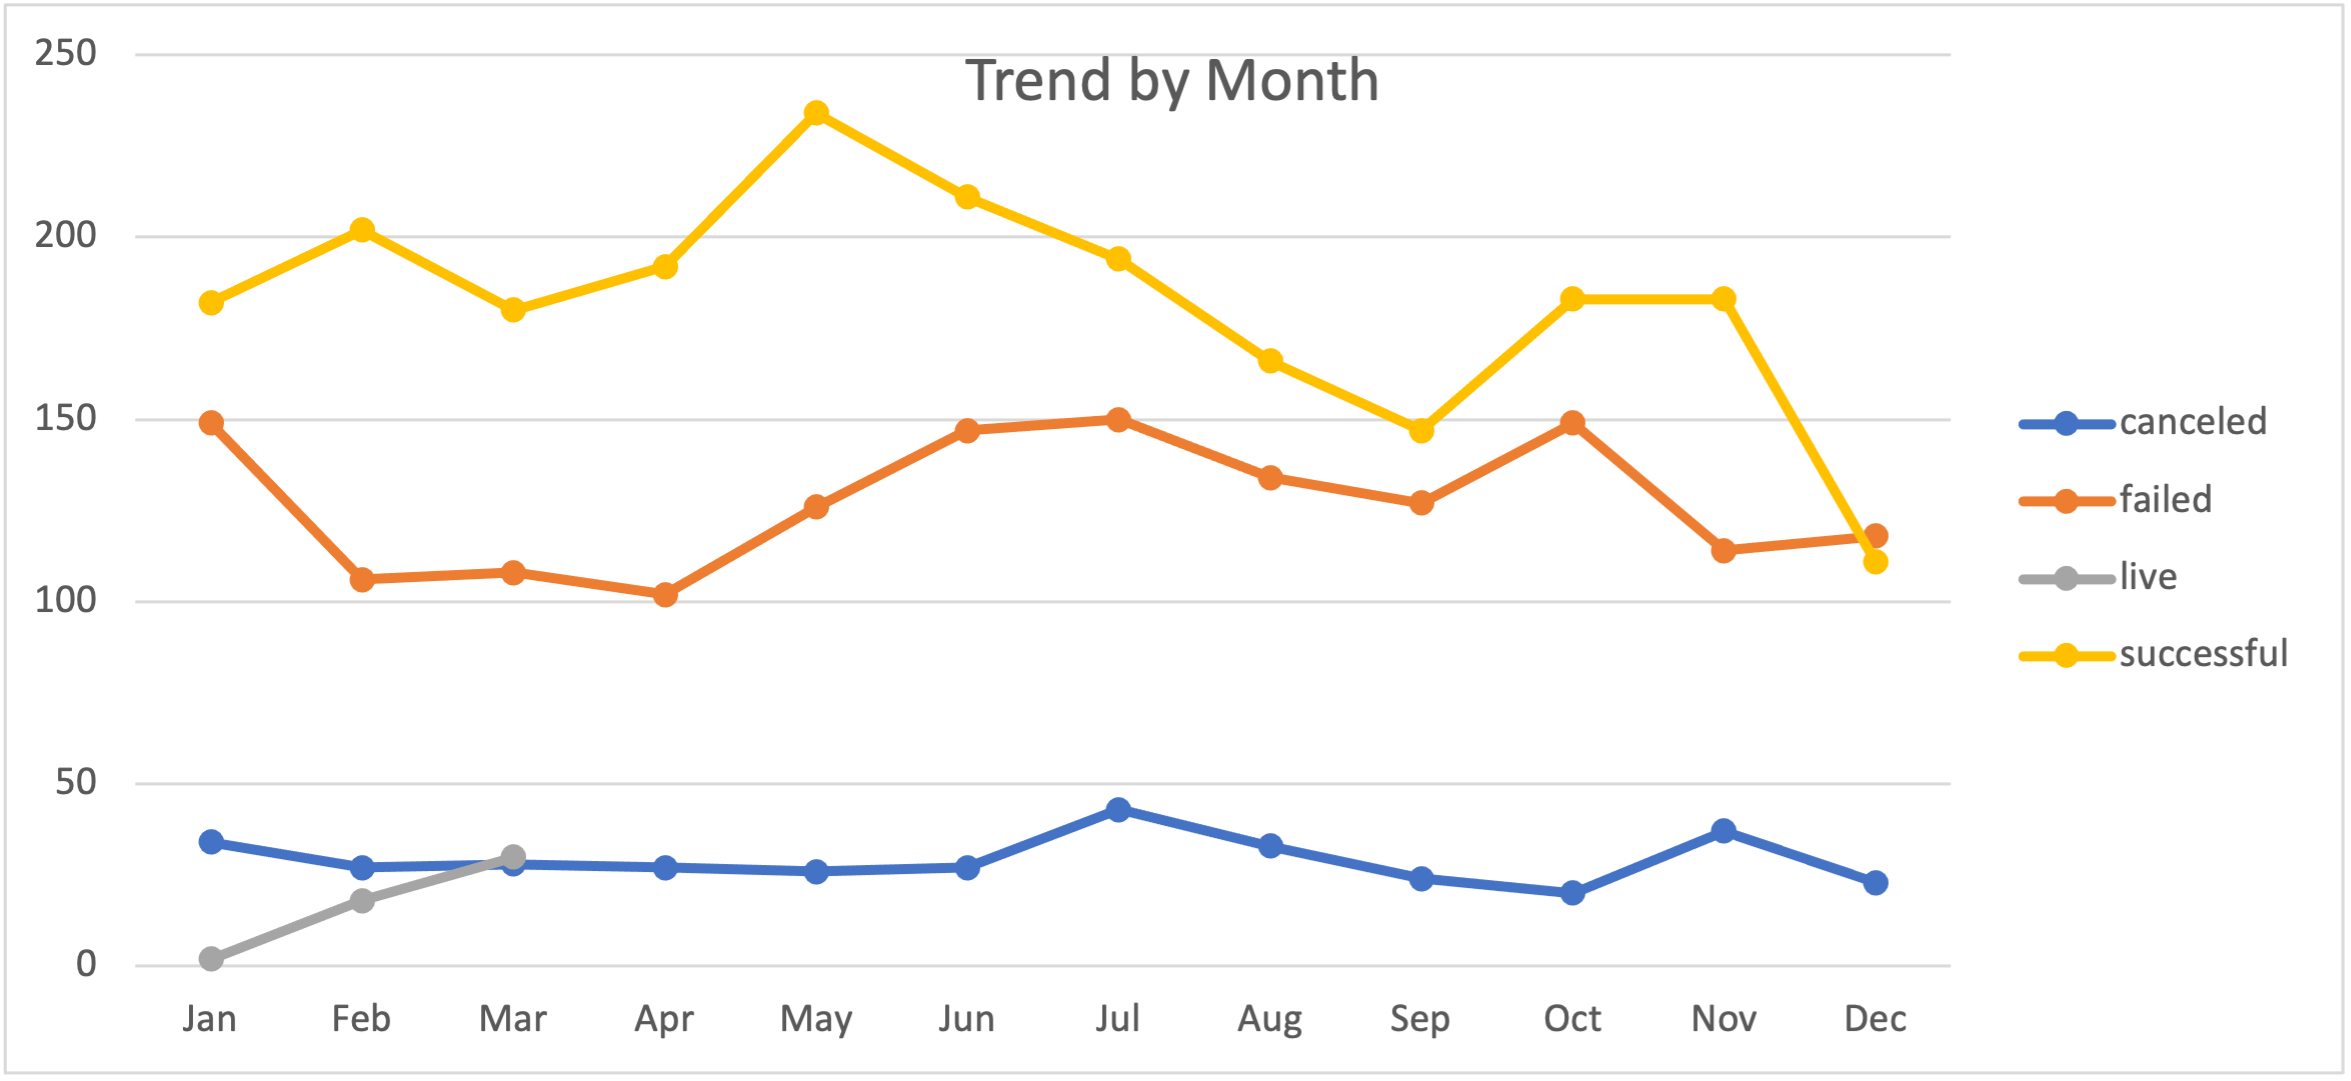 Trend by Month
250
200
150
100
50
0
Jan Feb Mar Apr May Jun Jul Aug Sep Oct Nov Dec
canceled
failed
live
successful